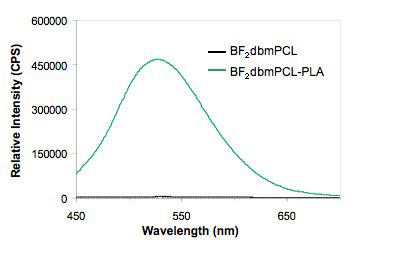 600000
BF2dbmPCL
BF2dbmPCL-PLA
450000
300000
150000
0
450
550
650
Relative Intensity (CPS)
Wavelength (nm)